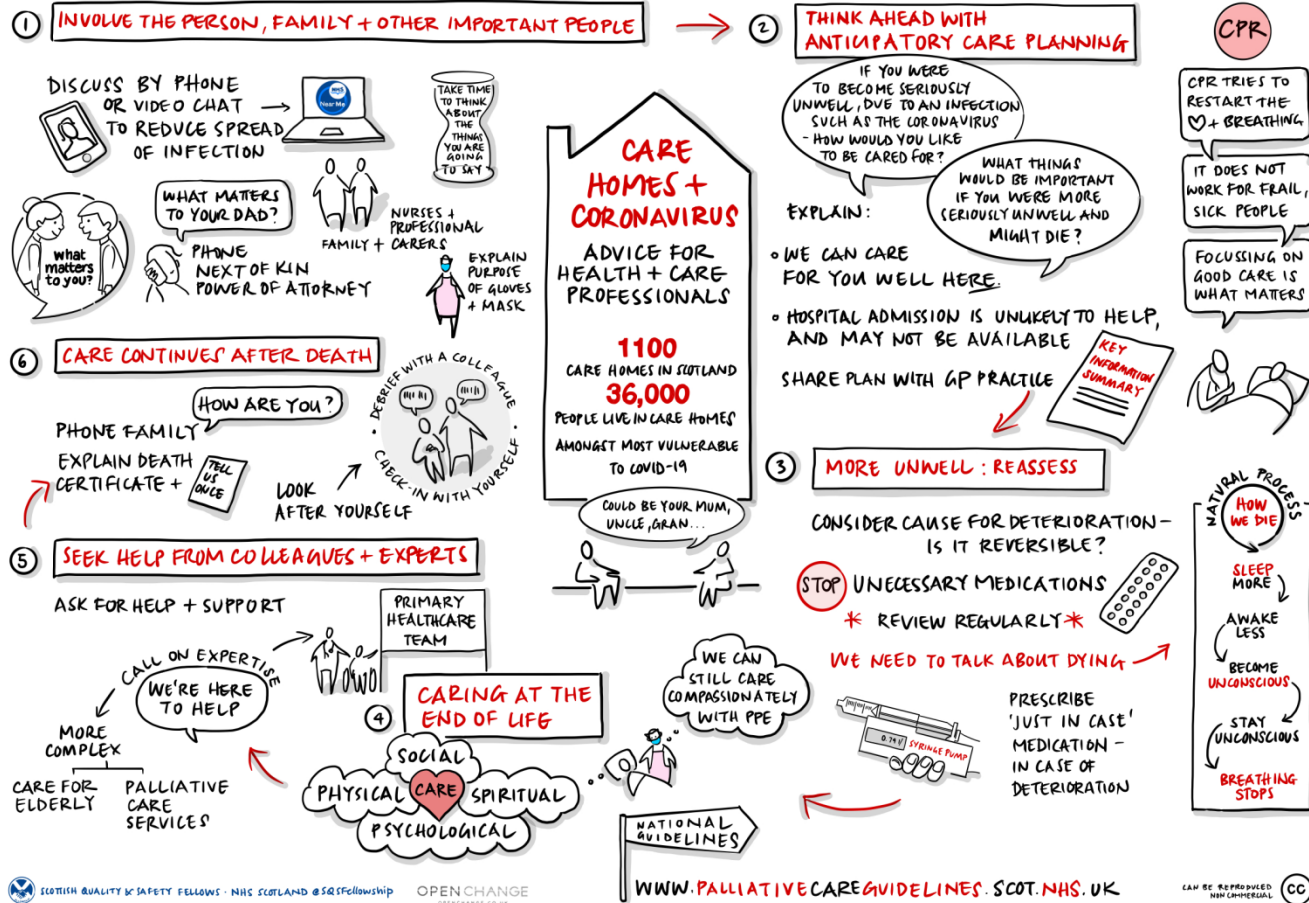 1 INVOLVE THE PERSON, FAMILY + OTHER IMPORTANT PEOPLE
DISCUSS BY PHONE
OR VIDEO CHAT
TO REDUCE SPREAD
OF INFECTION
NHS
Near Me
TAKE TIME
TO THINK
ABOUT
THE
THINGS
YOU ARE
GOING
TO SAY
what
matters
to you?
WHAT MATTERS
TO YOUR DAD?
PHONE
NEXT OF KIN
POWER OF ATTORNEY
FAMILY +
NURSES +
PROFESSIONAL
CARERS
EXPLAIN
PURPOSE
OF GLOVES
+ MASK
CARE
HOMES +
CORONAVIRUS
ADVICE FOR
HEALTH + CARE
PROFESSIONALS
1100
CARE HOMES IN SCOTLAND
36,000
PEOPLE LIVE IN CARE HOMES
AMONGST MOST VULNERABLE
TO COVID-19
COULD BE YOUR MUM,
UNCLE, GRAN...
2 THINK AHEAD WITH
ANTICIPATORY CARE PLANNING
IF YOU WERE
TO BECOME SERIOUSLY
UNWELL, DUE TO AN INFECTION
SUCH AS THE CORONAVIRUS
- HOW WOULD YOU LIKE
TO BE CARED FOR?
WHAT THINGS
WOULD BE IMPORTANT
IF YOU WERE MORE
SERIOUSLY UNWELL AND
MIGHT DIE?
EXPLAIN:
• WE CAN CARE
FOR YOU WELL HERE.
• HOSPITAL ADMISSION IS UNLIKELY TO HELP,
AND MAY NOT BE AVAILABLE
SHARE PLAN WITH GP PRACTICE
KEY
INFORMATION
SUMMARY
CPR
CPR TRIES TO
RESTART THE
♡ + BREATHING
IT DOES NOT
WORK FOR FRAIL,
SICK PEOPLE
FOCUSSING ON
GOOD CARE IS
WHAT MATTERS
3 MORE UNWELL: REASSESS
CONSIDER CAUSE FOR DETERIORATION -
IS IT REVERSIBLE?
STOP UNECESSARY MEDICATIONS
* REVIEW REGULARLY *
WE NEED TO TALK ABOUT DYING
PRESCRIBE
'JUST IN CASE'
MEDICATION -
IN CASE OF
DETERIORATION
SYRINGE PUMP
NATURAL PROCESS
HOW
WE DIE
SLEEP
MORE
AWAKE
LESS
BECOME
UNCONSCIOUS
STAY
UNCONSCIOUS
BREATHING
STOPS
4 CARING AT THE
END OF LIFE
SOCIAL
PHYSICAL CARE SPIRITUAL
PSYCHOLOGICAL
WE CAN
STILL CARE
COMPASSIONATELY
WITH PPE
NATIONAL
GUIDELINES
WWW.PALLIATIVECAREGUIDELINES.SCOT.NHS.UK
5 SEEK HELP FROM COLLEAGUES + EXPERTS
ASK FOR HELP + SUPPORT
PRIMARY
HEALTHCARE
TEAM
CALL ON EXPERTISE
WE'RE HERE
TO HELP
MORE
COMPLEX
CARE FOR
ELDERLY
PALLIATIVE
CARE
SERVICES
6 CARE CONTINUES AFTER DEATH
HOW ARE YOU?
PHONE FAMILY
EXPLAIN DEATH
CERTIFICATE +
TELL
US
ONCE
LOOK
AFTER YOURSELF
DEBRIEF WITH A COLLEAGUE
CHECK-IN WITH YOURSELF
SCOTTISH QUALITY & SAFETY FELLOWS · NHS SCOTLAND @SQSFellowship
OPEN CHANGE
CAN BE REPRODUCED
NON COMMERCIAL
CC